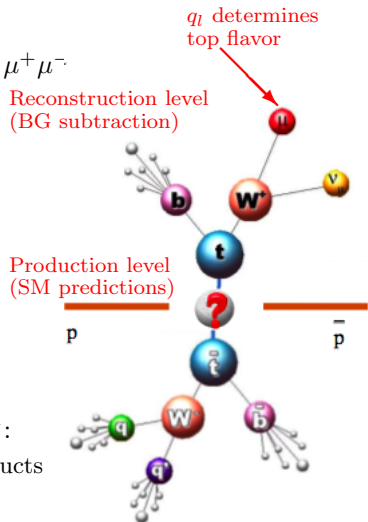 q_l determines
top flavor
μ⁺μ⁻
Reconstruction level
(BG subtraction)
μ
ν_μ
b
W⁺
t
Production level
(SM predictions)
?
p
p̄
t̄
:
q
W⁻
b̄
ucts
q'